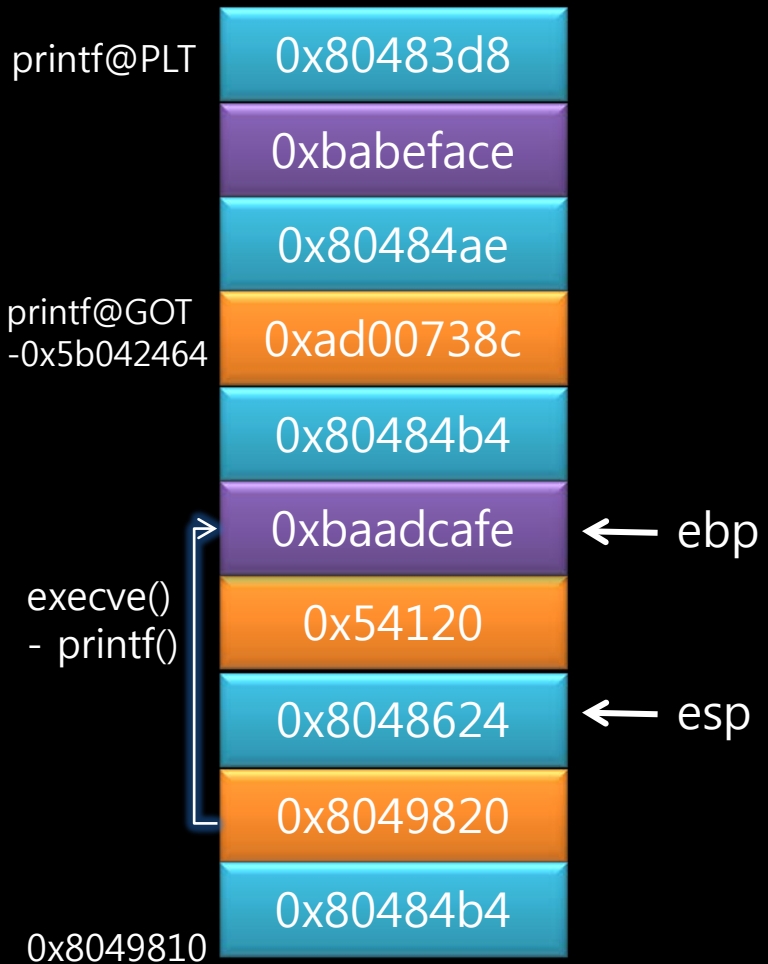 printf@PLT 0x80483d8
0xbabeface
0x80484ae
printf@GOT
-0x5b042464
0xad00738c
0x80484b4
0xbaadcafe ebp
execve()
- printf()
0x54120
0x8048624 esp
0x8049820
0x80484b4
0x8049810